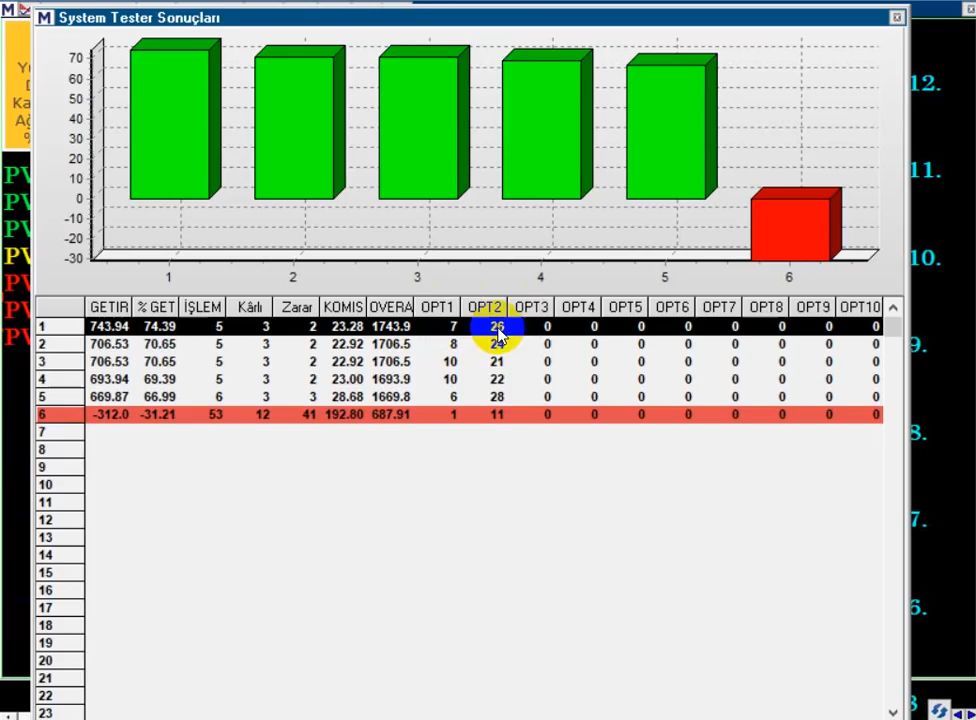 M
M System Tester Sonuçları
70
60
50
40
30
20
10
0
-10
-20
-30
1 2 3 4 5 6
12.
11.
10.
9.
8.
7.
6.
3
PV
PV
PV
PV
PV
PV
PV
GETIR % GET İŞLEM Kârlı Zarar KOMIS OVERA OPT1 OPT2 OPT3 OPT4 OPT5 OPT6 OPT7 OPT8 OPT9 OPT10
1 743.94 74.39 5 3 2 23.28 1743.9 7 26 0 0 0 0 0 0 0 0
2 706.53 70.65 5 3 2 22.92 1706.5 8 24 0 0 0 0 0 0 0 0
3 706.53 70.65 5 3 2 22.92 1706.5 10 21 0 0 0 0 0 0 0 0
4 693.94 69.39 5 3 2 23.00 1693.9 10 22 0 0 0 0 0 0 0 0
5 669.87 66.99 6 3 3 28.68 1669.8 6 28 0 0 0 0 0 0 0 0
6 -312.0 -31.21 53 12 41 192.80 687.91 1 11 0 0 0 0 0 0 0 0
7
8
9
10
11
12
13
14
15
16
17
18
19
20
21
22
23